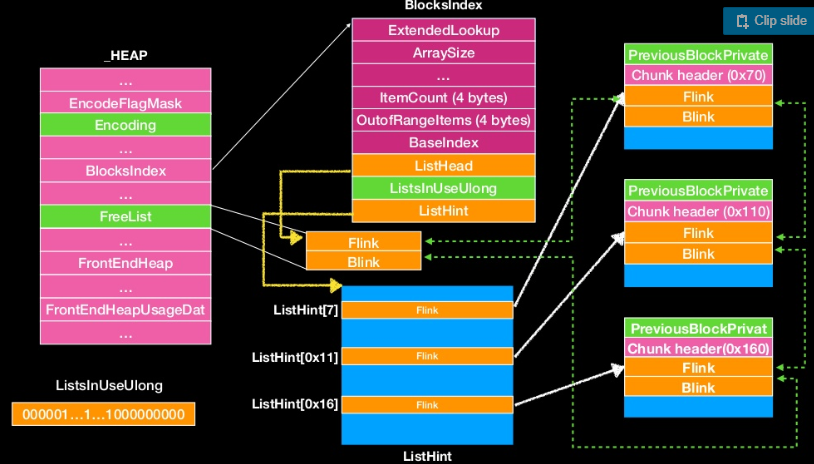 BlocksIndex
Clip slide
_HEAP
...
EncodeFlagMask
Encoding
...
BlocksIndex
...
FreeList
...
FrontEndHeap
...
FrontEndHeapUsageDat
...
ExtendedLookup
ArraySize
...
ItemCount (4 bytes)
OutofRangeItems (4 bytes)
BaseIndex
ListHead
ListsInUseUlong
ListHint
Flink
Blink
ListHint[7]
Flink
ListHint[0x11]
Flink
ListHint[0x16]
Flink
ListHint
PreviousBlockPrivate
Chunk header (0x70)
Flink
Blink
PreviousBlockPrivate
Chunk header (0x110)
Flink
Blink
PreviousBlockPrivat
Chunk header(0x160)
Flink
Blink
ListsInUseUlong
000001...1...1000000000